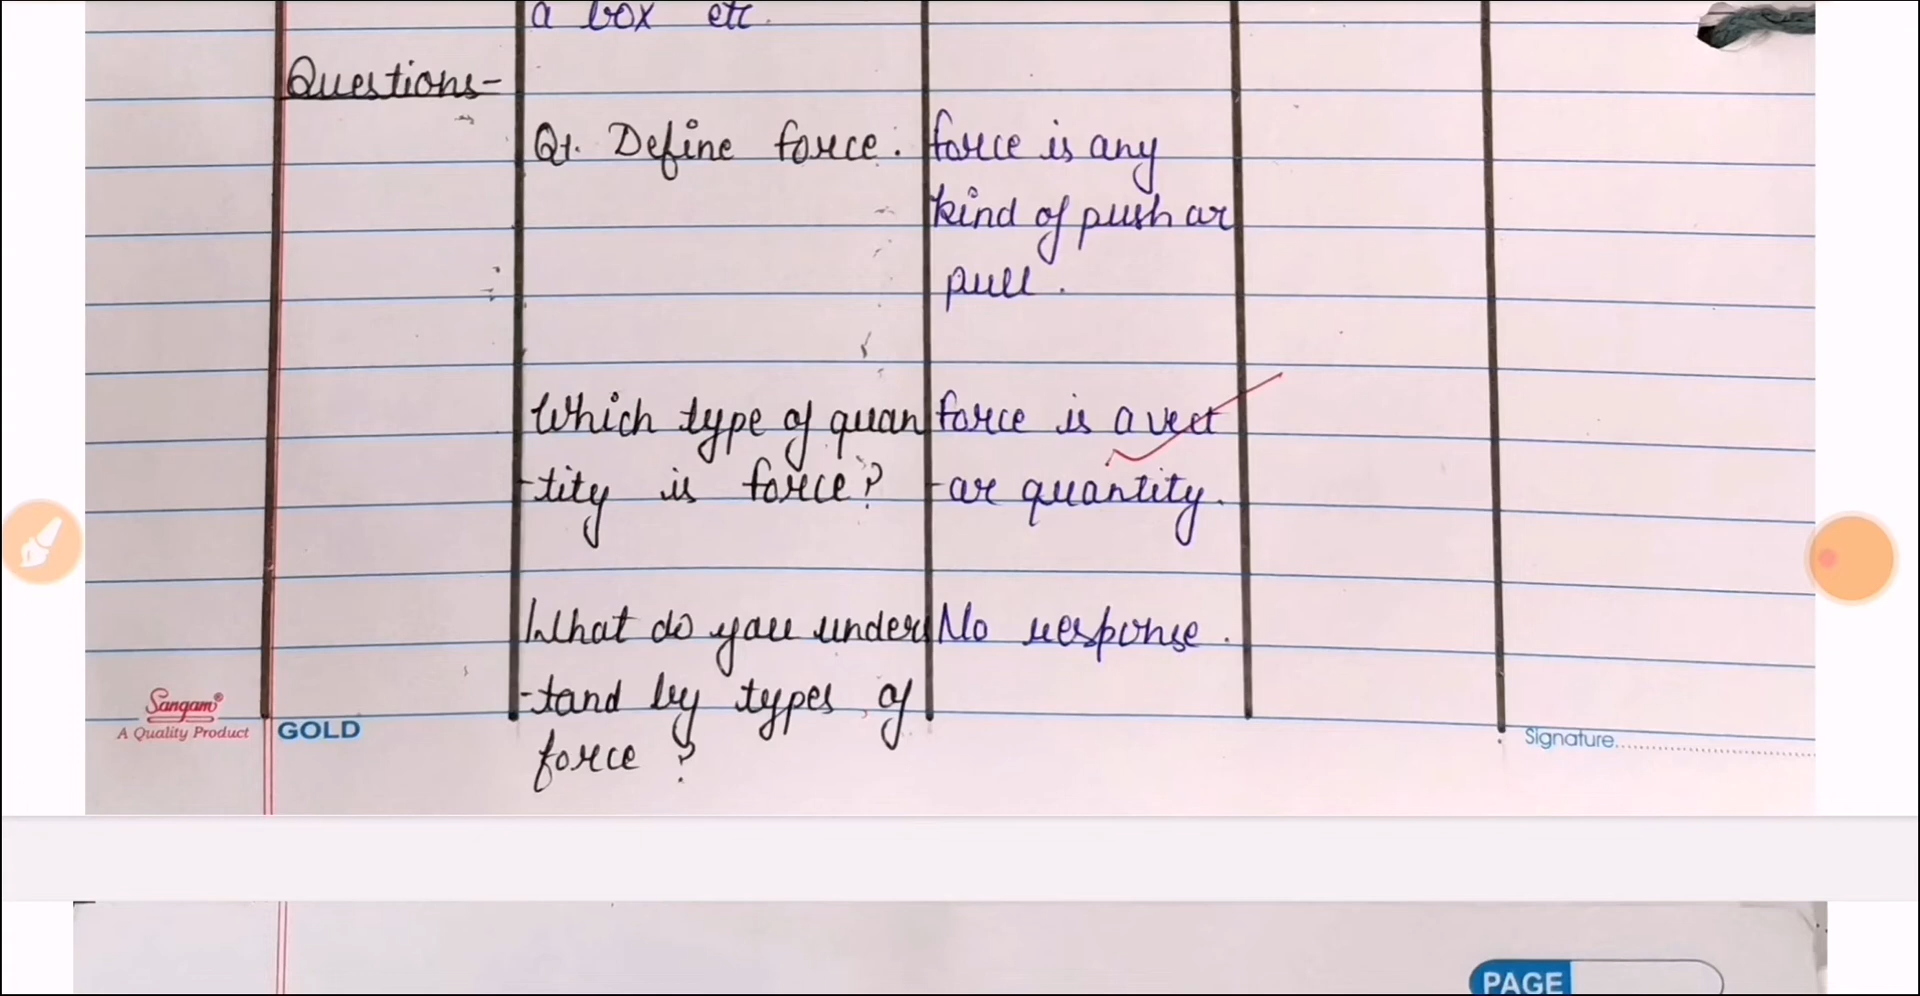 a box etc.
Questions-
Q1. Define force.
force is any
kind of push or
pull.
Which type of quan
-tity is force?
force is a vect
-or quantity.
What do you unders
-tand by types of
force?
No response.
Sangam®
A Quality Product
GOLD
Signature
PAGE